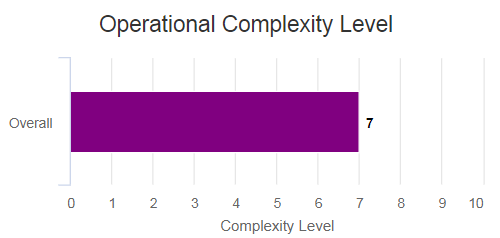 Operational Complexity Level
Overall
7
0 1 2 3 4 5 6 7 8 9 10
Complexity Level